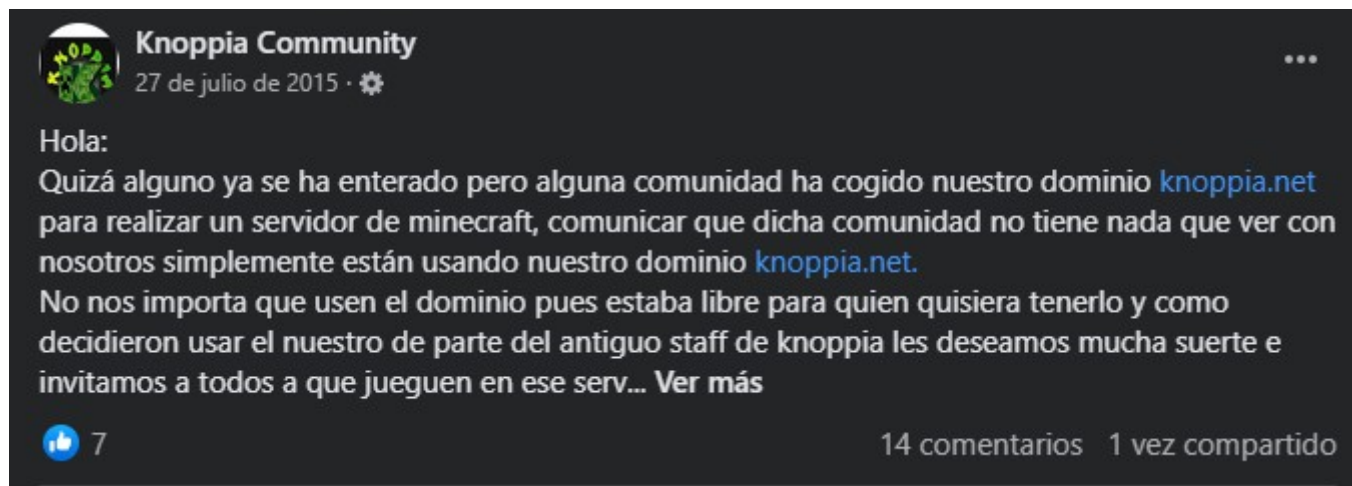 Knoppia Community
27 de julio de 2015 ·
Hola:
Quizá alguno ya se ha enterado pero alguna comunidad ha cogido nuestro dominio knoppia.net
para realizar un servidor de minecraft, comunicar que dicha comunidad no tiene nada que ver con
nosotros simplemente están usando nuestro dominio knoppia.net.
No nos importa que usen el dominio pues estaba libre para quien quisiera tenerlo y como
decidieron usar el nuestro de parte del antiguo staff de knoppia les deseamos mucha suerte e
invitamos a todos a que jueguen en ese serv... Ver más
7 14 comentarios 1 vez compartido